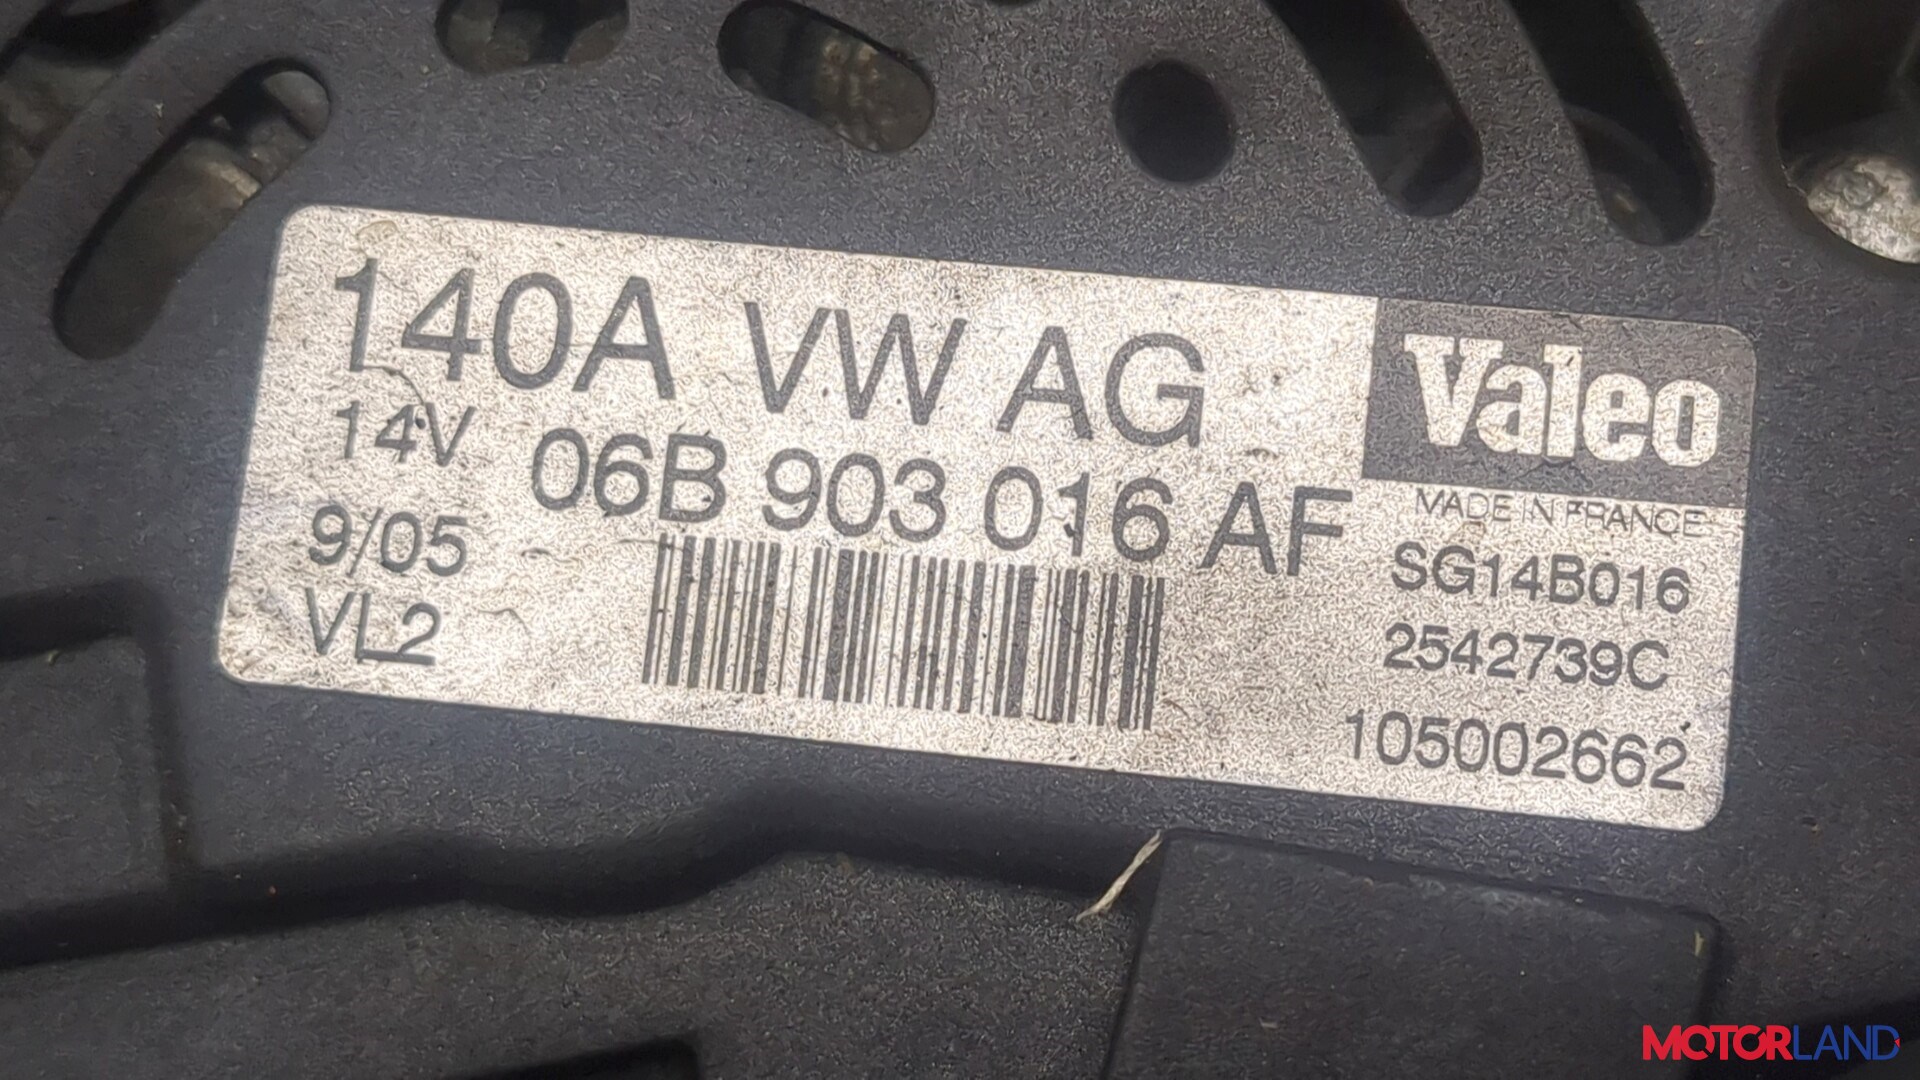 140A VW AG
Valeo
14V 06B 903 016 AF
MADE IN FRANCE
9/05
SG14B016
VL2
2542739C
105002662
MOTORLAND